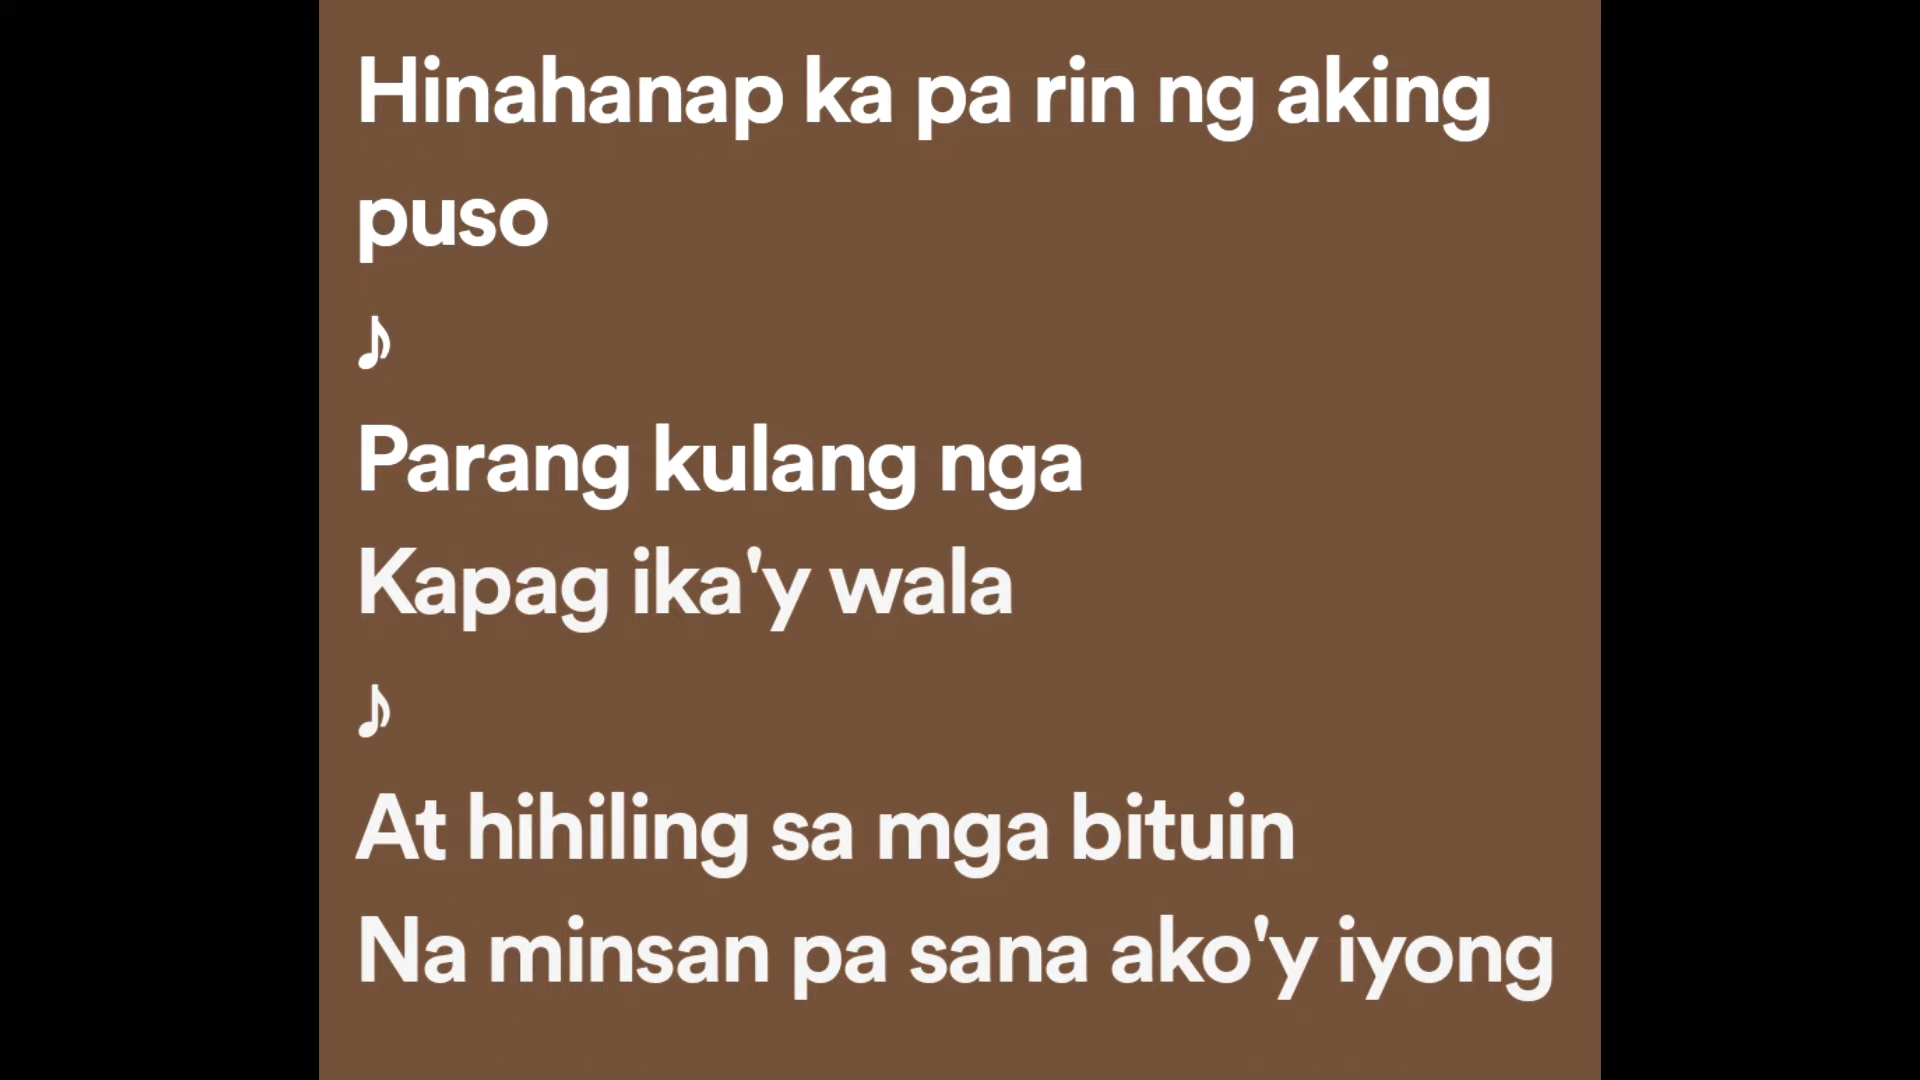 Hinahanap ka pa rin ng aking
puso
♪
Parang kulang nga
Kapag ika'y wala
♪
At hihiling sa mga bituin
Na minsan pa sana ako'y iyong